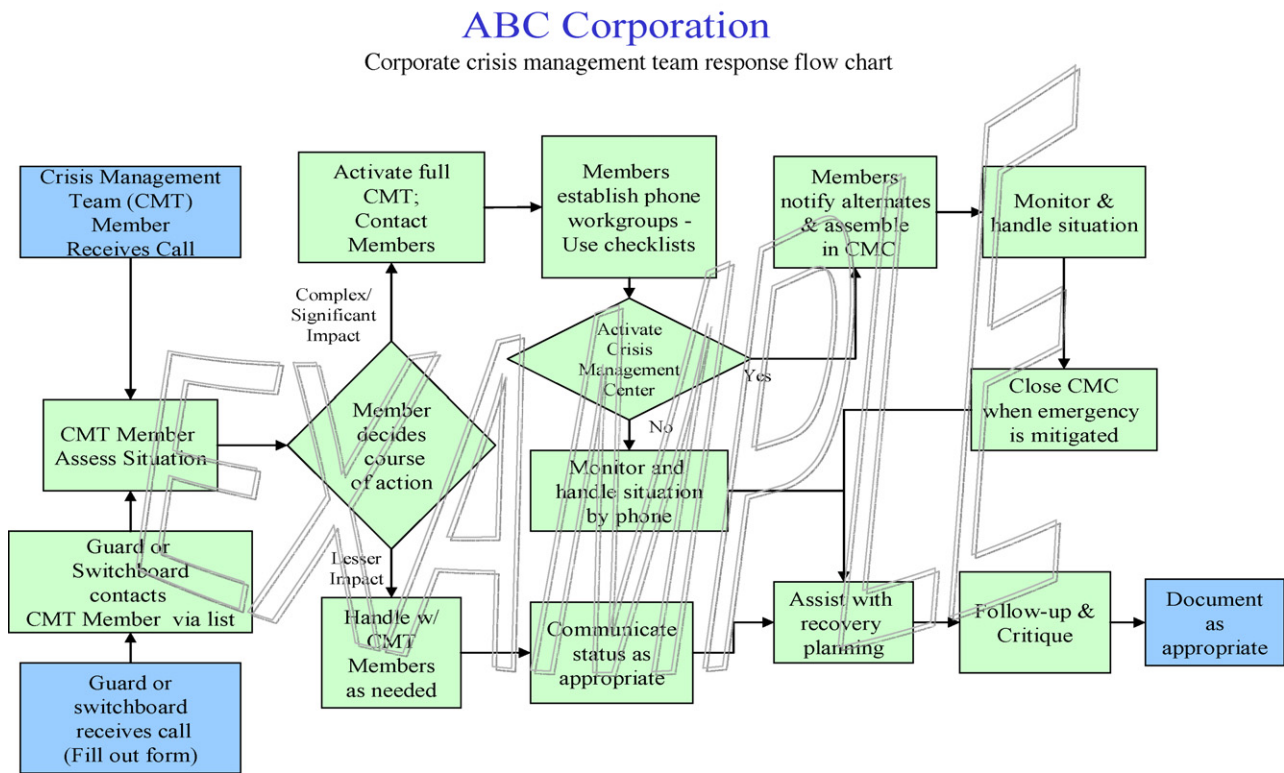 ABC Corporation
Corporate crisis management team response flow chart
Crisis Management
Team (CMT)
Member
Receives Call
Activate full
CMT;
Contact
Members
Members
establish phone
workgroups -
Use checklists
Members
notify alternates
& assemble
in CMC
Monitor &
handle situation
Complex/
Significant
Impact
Activate
Crisis
Management
Center
Yes
No
Close CMC
when emergency
is mitigated
CMT Member
Assess Situation
Member
decides
course
of action
Monitor and
handle situation
by phone
Lesser
Impact
Guard or
Switchboard
contacts
CMT Member via list
Handle w/
CMT
Members
as needed
Communicate
status as
appropriate
Assist with
recovery
planning
Follow-up &
Critique
Document
as
appropriate
Guard or
switchboard
receives call
(Fill out form)
EXAMPLE